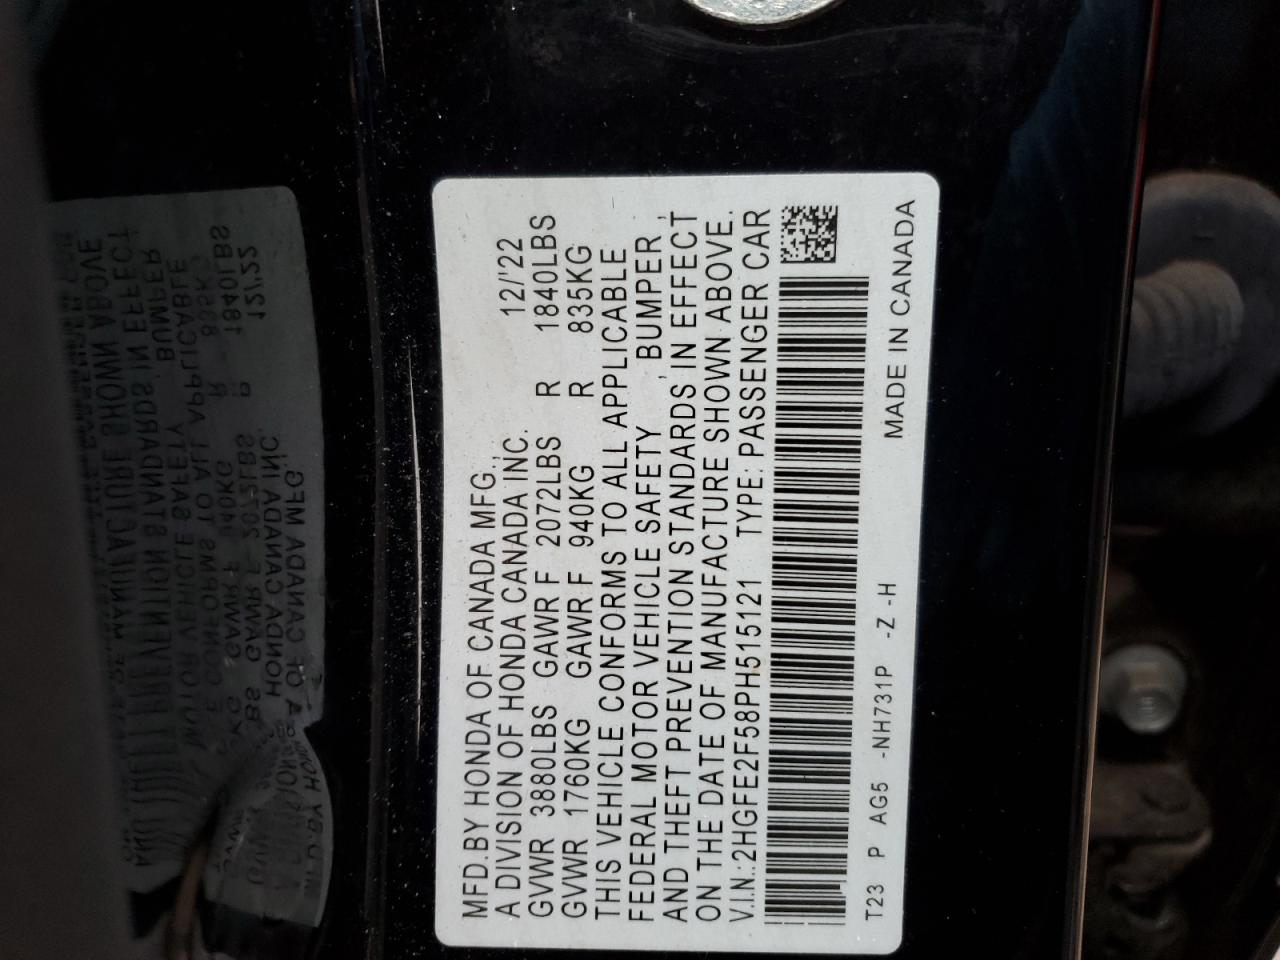 MFD.BY HONDA OF CANADA MFG.,
A DIVISION OF HONDA CANADA INC. 12/'22
GVWR 3880LBS GAWR F 2072LBS R 1840LBS
GVWR 1760KG GAWR F 940KG R 835KG
THIS VEHICLE CONFORMS TO ALL APPLICABLE
FEDERAL MOTOR VEHICLE SAFETY , BUMPER,
AND THEFT PREVENTION STANDARDS IN EFFECT
ON THE DATE OF MANUFACTURE SHOWN ABOVE.
V.I.N.:2HGFE2F58PH515121 TYPE: PASSENGER CAR
T23 P AG5 -NH731P -Z -H MADE IN CANADA